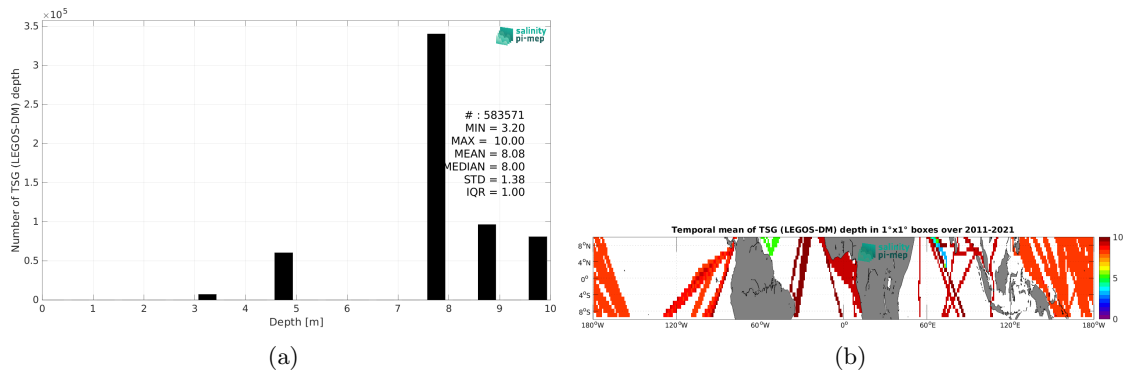 ×10⁵
3.5
3
2.5
2
1.5
1
0.5
0
Number of TSG (LEGOS-DM) depth
salinity
pi-mep
# : 583571
MIN = 3.20
MAX = 10.00
MEAN = 8.08
MEDIAN = 8.00
STD = 1.38
IQR = 1.00
0 1 2 3 4 5 6 7 8 9 10
Depth [m]
(a)
Temporal mean of TSG (LEGOS-DM) depth in 1°x1° boxes over 2011-2021
salinity
pi-mep
8°N
4°N
0°
4°S
8°S
180°W 120°W 60°W 0° 60°E 120°E 180°W
10
8
6
4
2
0
(b)